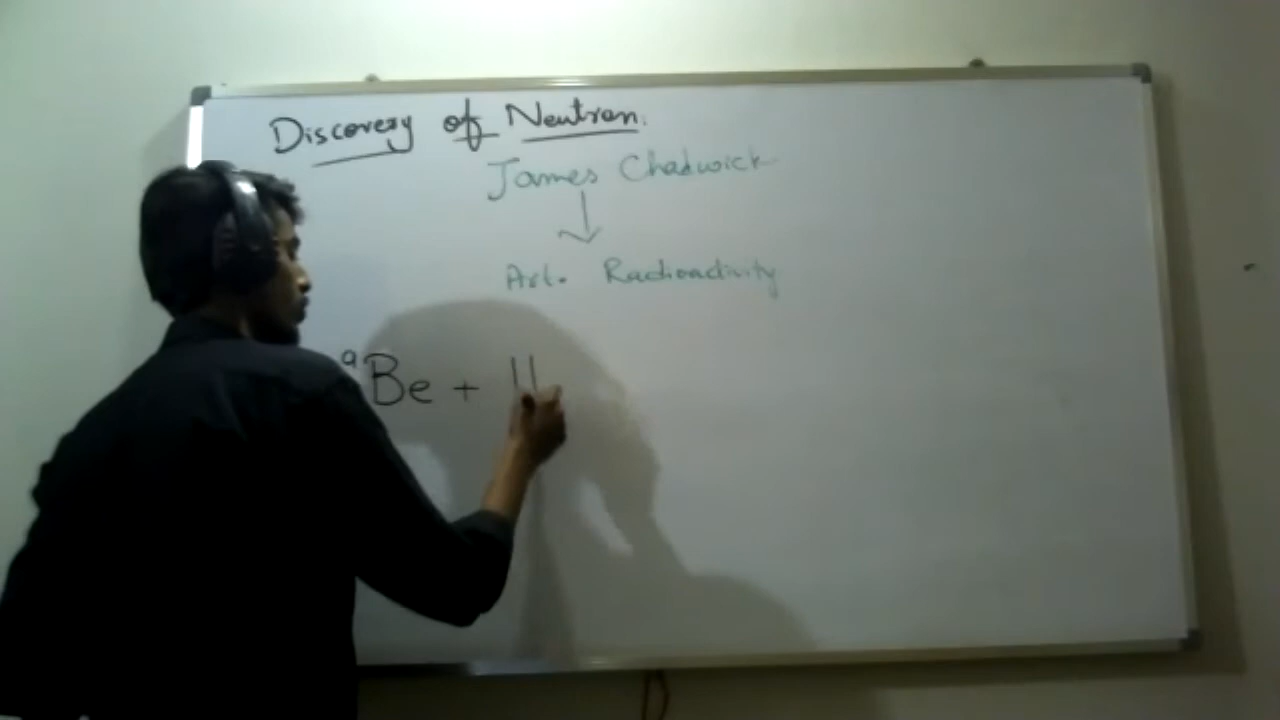 Discovery of Neutron.
James Chadwick
Art. Radioactivity
9Be +